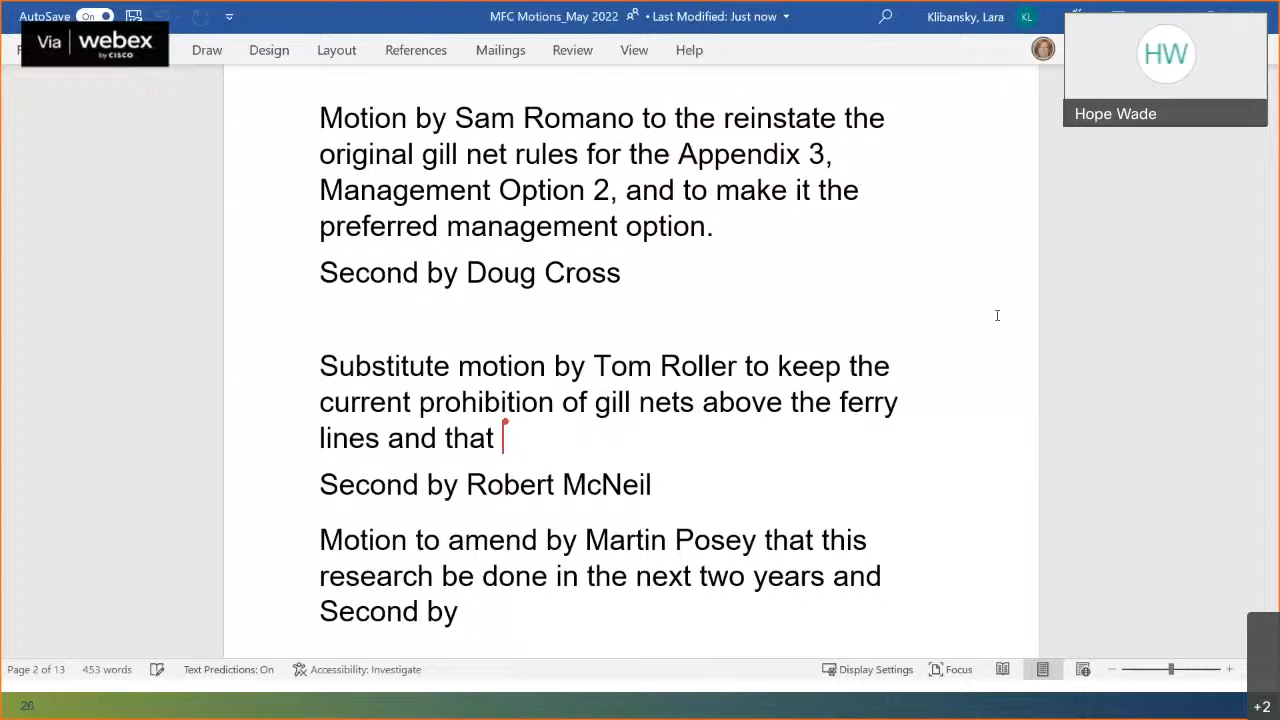 AutoSave On MFC Motions_May 2022 • Last Modified: Just now Klibansky, Lara KL
Via webex by CISCO
Draw Design Layout References Mailings Review View Help
HW
Hope Wade
Motion by Sam Romano to the reinstate the
original gill net rules for the Appendix 3,
Management Option 2, and to make it the
preferred management option.
Second by Doug Cross
Substitute motion by Tom Roller to keep the
current prohibition of gill nets above the ferry
lines and that
Second by Robert McNeil
Motion to amend by Martin Posey that this
research be done in the next two years and
Second by
Page 2 of 13 453 words Text Predictions: On Accessibility: Investigate Display Settings Focus
26
+2